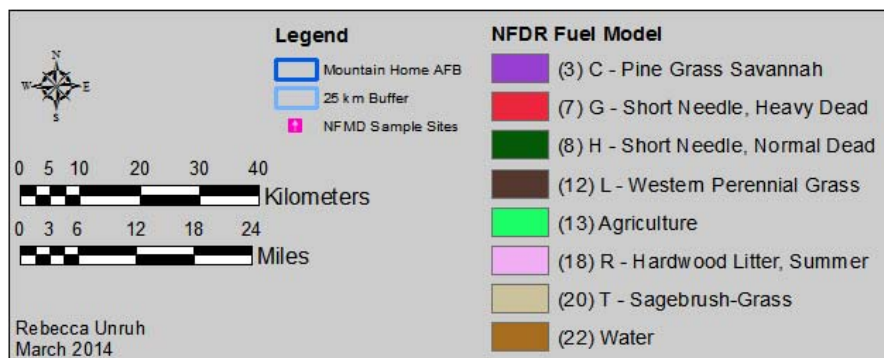 N
W E
S
Legend
Mountain Home AFB
25 km Buffer
NFMD Sample Sites
0 5 10 20 30 40
Kilometers
0 3 6 12 18 24
Miles
Rebecca Unruh
March 2014
NFDR Fuel Model
(3) C - Pine Grass Savannah
(7) G - Short Needle, Heavy Dead
(8) H - Short Needle, Normal Dead
(12) L - Western Perennial Grass
(13) Agriculture
(18) R - Hardwood Litter, Summer
(20) T - Sagebrush-Grass
(22) Water